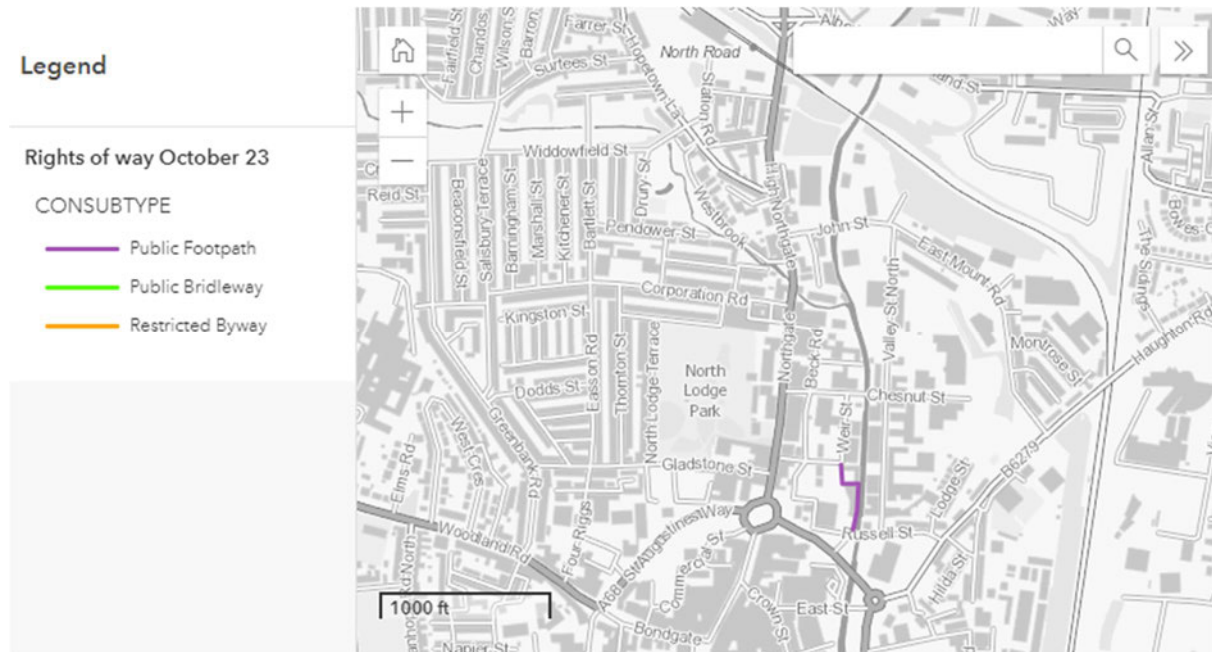 Legend
Rights of way October 23
CONSUBTYPE
Public Footpath
Public Bridleway
Restricted Byway
Farrer St
Fairfield St
Chandos
Wilson St
Barron
Surtees St
Hopetown La
North Road
Station Rd
Widdowfield St
Reid St
Beaconsfield St
Salisbury Terrace
Barningham St
Marshall St
Kitchener St
Bartlett St
Drury St
Westbrook
High Northgate
Pendower St
John St
Allan St
Bowes C
The Sidings
East Mount Rd
Corporation Rd
Kingston St
Valley St North
Haughton Rd
Montrose St
Northgate
Beck Rd
North
Lodge
Park
Dodds St
Easson Rd
Thornton St
North Lodge Terrace
Chesnut St
Weir St
Greenbank Rd
West Cres
Elms Rd
Gladstone St
B6279
Lodge St
Woodland Rd
Four Riggs
A68
St Augustines Way
Commercial St
Russell St
Hilda St
Crown St
East St
Bondgate
Napier St
1000 ft